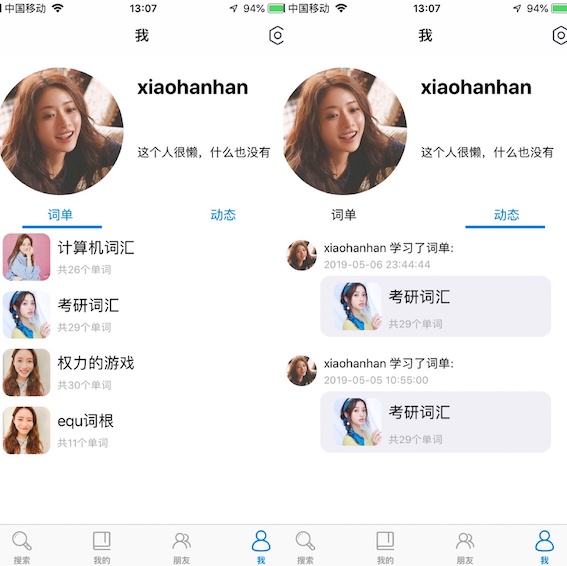 中国移动 13:07 94%
我
xiaohanhan
这个人很懒，什么也没有
词单 动态
计算机词汇
共26个单词
考研词汇
共29个单词
权力的游戏
共30个单词
equ词根
共11个单词
搜索 我的 朋友 我
中国移动 13:07 94%
我
xiaohanhan
这个人很懒，什么也没有
词单 动态
xiaohanhan 学习了词单:
2019-05-06 23:44:44
考研词汇
共29个单词
xiaohanhan 学习了词单:
2019-05-05 10:55:00
考研词汇
共29个单词
搜索 我的 朋友 我